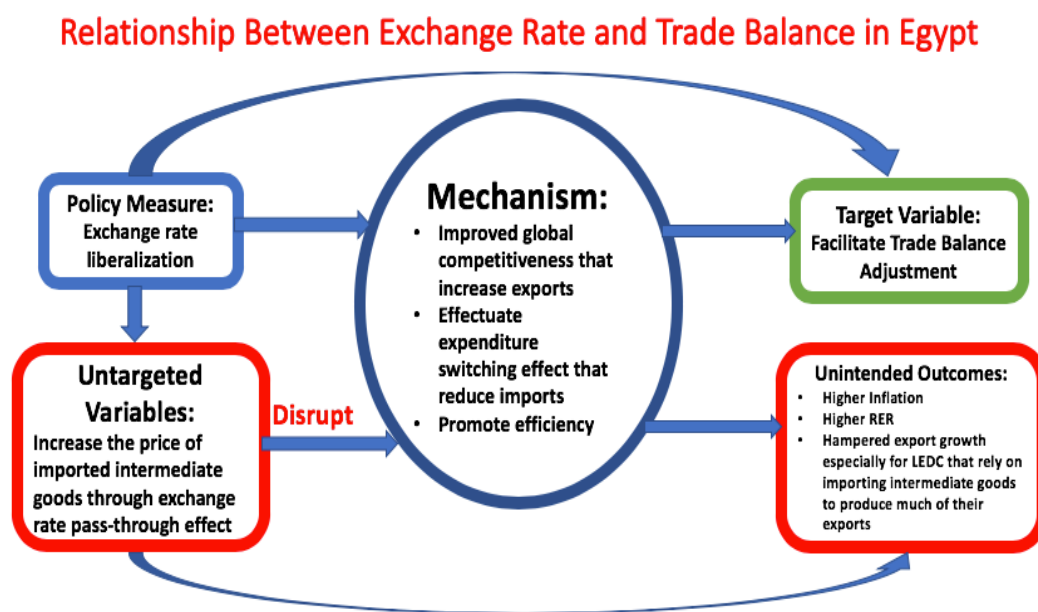 Relationship Between Exchange Rate and Trade Balance in Egypt
Policy Measure:
Exchange rate
liberalization
Mechanism:
• Improved global
competitiveness that
increase exports
• Effectuate
expenditure
switching effect that
reduce imports
• Promote efficiency
Target Variable:
Facilitate Trade Balance
Adjustment
Untargeted
Variables:
Increase the price of
imported intermediate
goods through exchange
rate pass-through effect
Disrupt
Unintended Outcomes:
• Higher Inflation
• Higher RER
• Hampered export growth
especially for LEDC that rely on
importing intermediate goods
to produce much of their
exports